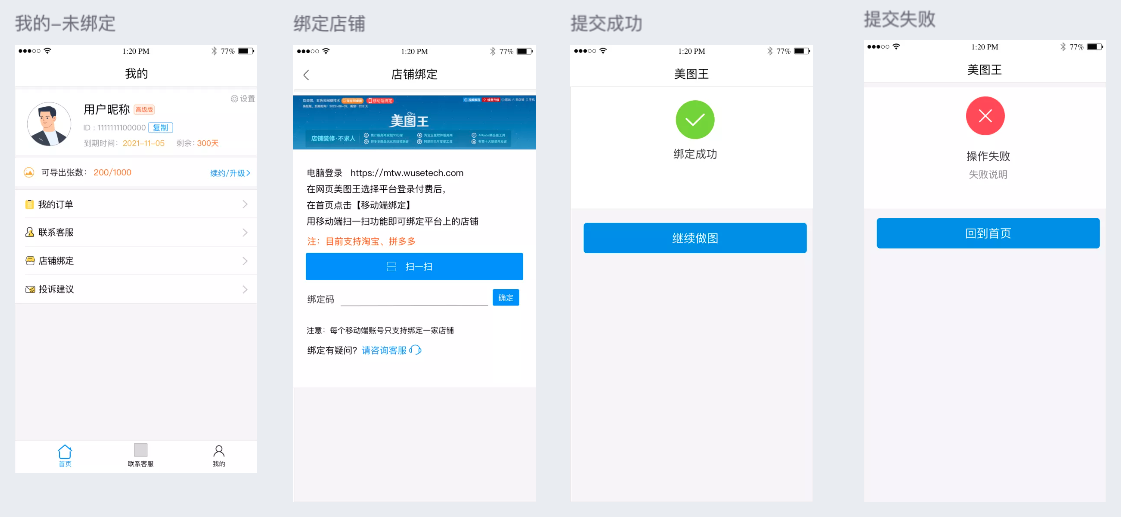 我的-未绑定
1:20 PM
77%
我的
设置
用户昵称 高级版
ID：1111111100000 复制
到期时间： 2021-11-05 剩余：300天
可导出张数： 200/1000 续约/升级
我的订单
联系客服
店铺绑定
投诉建议
首页
联系客服
我的
绑定店铺
1:20 PM
77%
店铺绑定
美图王
店铺装修·不求人
电脑登录 https://mtw.wusetech.com
在网页美图王选择平台登录付费后，
在首页点击【移动端绑定】
用移动端扫一扫功能即可绑定平台上的店铺
注：目前支持淘宝、拼多多
扫一扫
绑定码 确定
注意：每个移动端账号只支持绑定一家店铺
绑定有疑问？请咨询客服
提交成功
1:20 PM
77%
美图王
绑定成功
继续做图
提交失败
1:20 PM
77%
美图王
操作失败
失败说明
回到首页